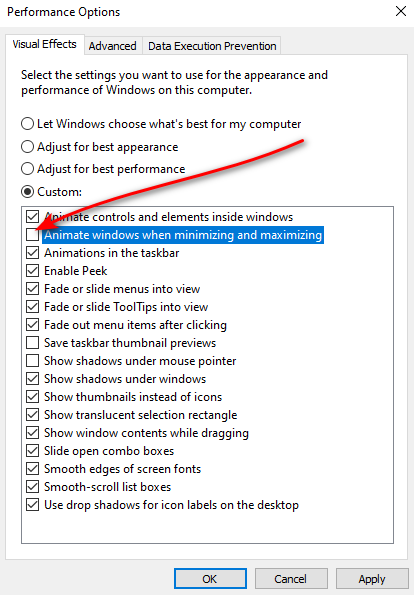 Performance Options
Visual Effects Advanced Data Execution Prevention
Select the settings you want to use for the appearance and
performance of Windows on this computer.
Let Windows choose what's best for my computer
Adjust for best appearance
Adjust for best performance
Custom:
Animate controls and elements inside windows
Animate windows when minimizing and maximizing
Animations in the taskbar
Enable Peek
Fade or slide menus into view
Fade or slide ToolTips into view
Fade out menu items after clicking
Save taskbar thumbnail previews
Show shadows under mouse pointer
Show shadows under windows
Show thumbnails instead of icons
Show translucent selection rectangle
Show window contents while dragging
Slide open combo boxes
Smooth edges of screen fonts
Smooth-scroll list boxes
Use drop shadows for icon labels on the desktop
OK Cancel Apply